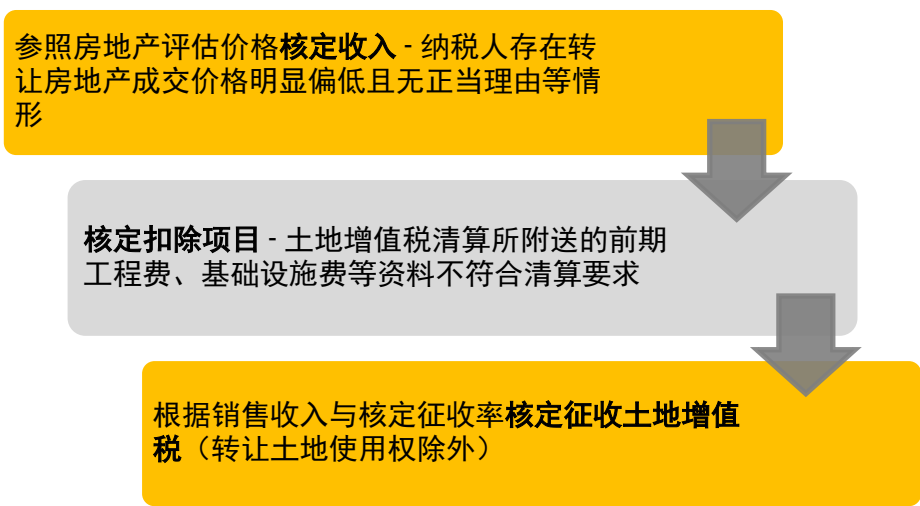 参照房地产评估价格核定收入 - 纳税人存在转
让房地产成交价格明显偏低且无正当理由等情
形
核定扣除项目 - 土地增值税清算所附送的前期
工程费、基础设施费等资料不符合清算要求
根据销售收入与核定征收率核定征收土地增值
税（转让土地使用权除外）